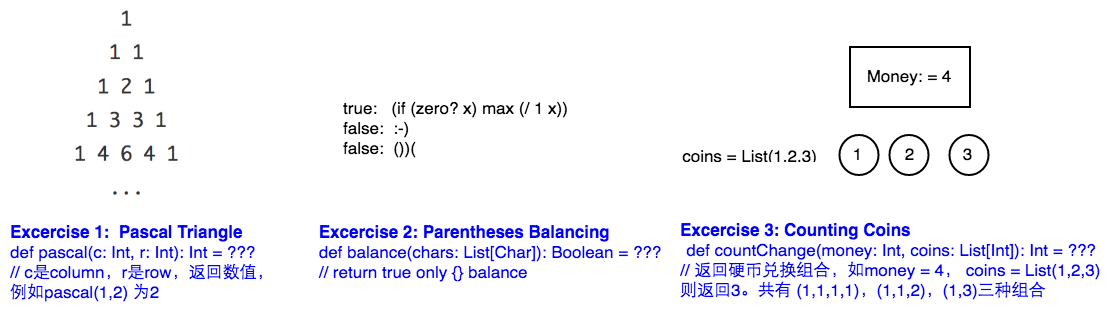 1
1 1
1 2 1
1 3 3 1
1 4 6 4 1
...
Excercise 1:  Pascal Triangle
def pascal(c: Int, r: Int): Int = ???
// c是column，r是row，返回数值，
例如pascal(1,2) 为2
true:   (if (zero? x) max (/ 1 x))
false:  :-)
false:  ())(
Excercise 2: Parentheses Balancing
def balance(chars: List[Char]): Boolean = ???
// return true only {} balance
Money: = 4
coins = List(1,2,3)
1
2
3
Excercise 3: Counting Coins
def countChange(money: Int, coins: List[Int]): Int = ???
// 返回硬币兑换组合，如money = 4， coins = List(1,2,3)
则返回3。共有 (1,1,1,1)，(1,1,2)，(1,3)三种组合